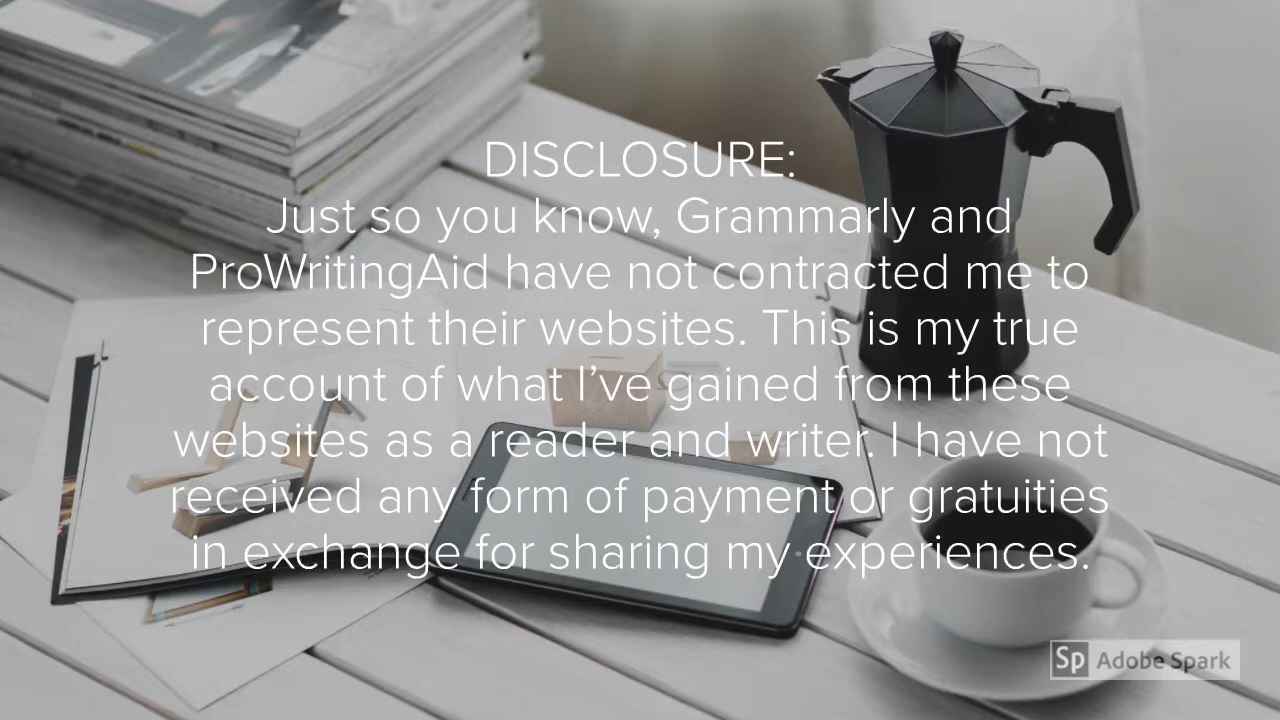 DISCLOSURE:
Just so you know, Grammarly and
ProWritingAid have not contracted me to
represent their websites. This is my true
account of what I’ve gained from these
websites as a reader and writer. I have not
received any form of payment or gratuities
in exchange for sharing my experiences.
Sp Adobe Spark